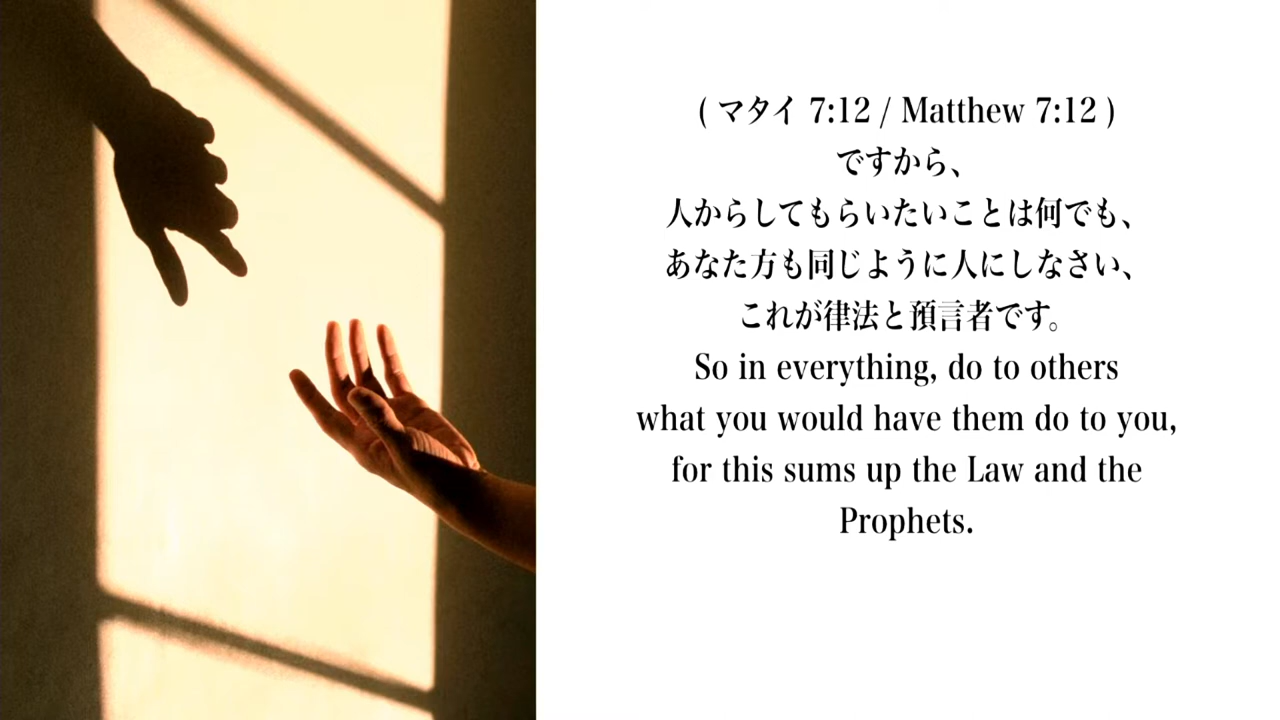 ( マタイ 7:12 / Matthew 7:12 )
ですから、
人からしてもらいたいことは何でも、
あなた方も同じように人にしなさい、
これが律法と預言者です。
So in everything, do to others
what you would have them do to you,
for this sums up the Law and the
Prophets.